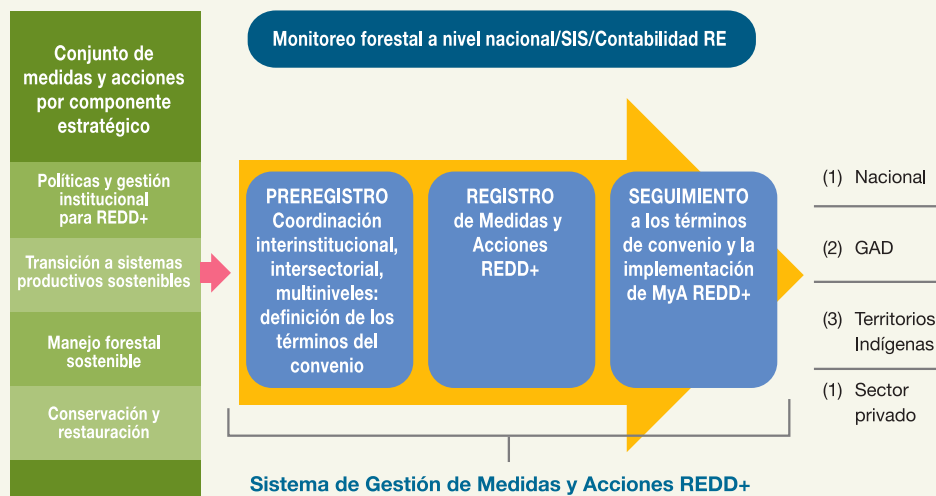 Conjunto de
medidas y acciones
por componente
estratégico
Políticas y gestión
institucional
para REDD+
Transición a sistemas
productivos sostenibles
Manejo forestal
sostenible
Conservación y
restauración
Monitoreo forestal a nivel nacional/SIS/Contabilidad RE
PREREGISTRO
Coordinación
interinstitucional,
intersectorial,
multiniveles:
definición de los
términos del
convenio
REGISTRO
de Medidas y
Acciones
REDD+
SEGUIMIENTO
a los términos
de convenio y la
implementación
de MyA REDD+
(1) Nacional
(2) GAD
(3) Territorios
Indígenas
(1) Sector
privado
Sistema de Gestión de Medidas y Acciones REDD+